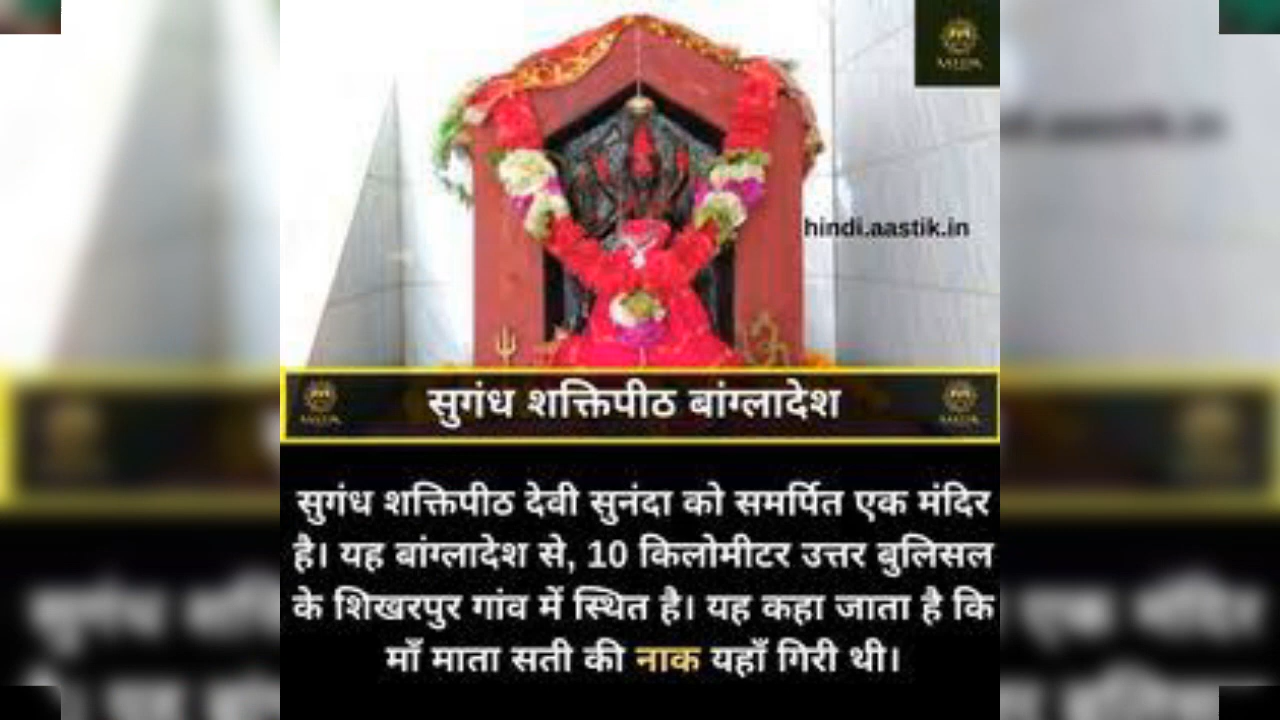 hindi.aastik.in
सुगंध शक्तिपीठ बांग्लादेश
सुगंध शक्तिपीठ देवी सुनंदा को समर्पित एक मंदिर
है। यह बांग्लादेश से, 10 किलोमीटर उत्तर बुलिसल
के शिखरपुर गांव में स्थित है। यह कहा जाता है कि
माँ माता सती की नाक यहाँ गिरी थी।